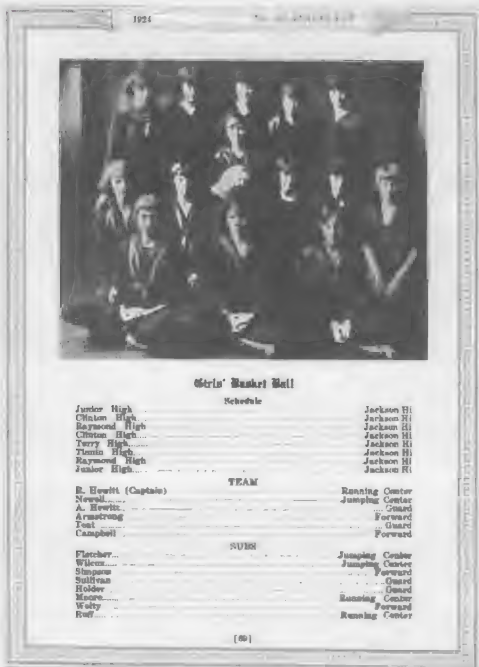 1924
Girls' Basket Ball
Schedule
Junior High Jackson Hi
Clinton High Jackson Hi
Raymond High Jackson Hi
Clinton High Jackson Hi
Terry High Jackson Hi
High Jackson Hi
Raymond High Jackson Hi
Junior High Jackson Hi
TEAM
R. Hewitt (Captain) Running Center
Newell Jumping Center
A. Hewitt Guard
Armstrong Forward
Guard
Campbell Forward
SUBS
Fletcher Jumping Center
Wilcox Jumping Center
Simpson Forward
Sullivan Guard
Holder Guard
Moore Running Center
Welty Forward
Ruff Running Center